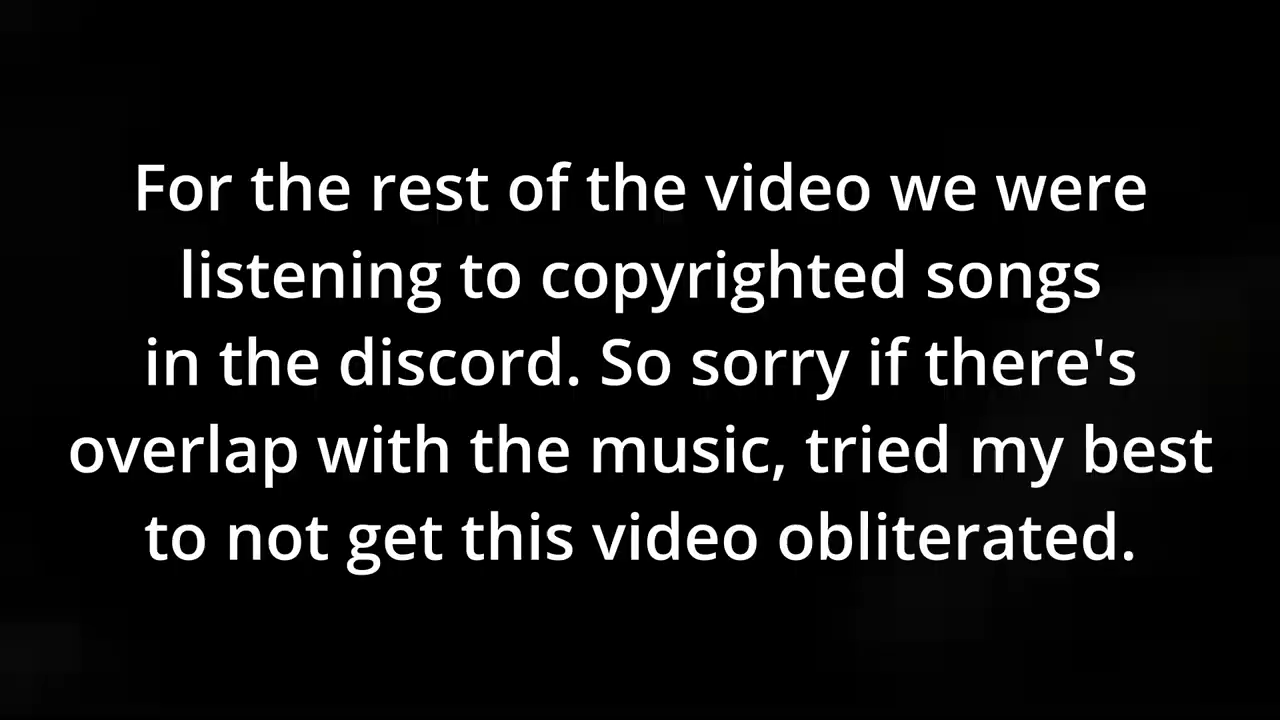 For the rest of the video we were
listening to copyrighted songs
in the discord. So sorry if there's
overlap with the music, tried my best
to not get this video obliterated.